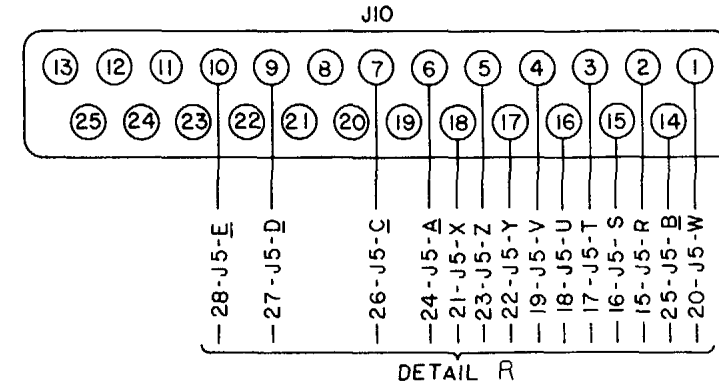 J10
13 12 11 10 9 8 7 6 5 4 3 2 1
25 24 23 22 21 20 19 18 17 16 15 14
28-J5-E
27-J5-D
26-J5-C
24-J5-A
21-J5-X
23-J5-Z
22-J5-Y
19-J5-V
18-J5-U
17-J5-T
16-J5-S
15-J5-R
25-J5-B
20-J5-W
DETAIL R